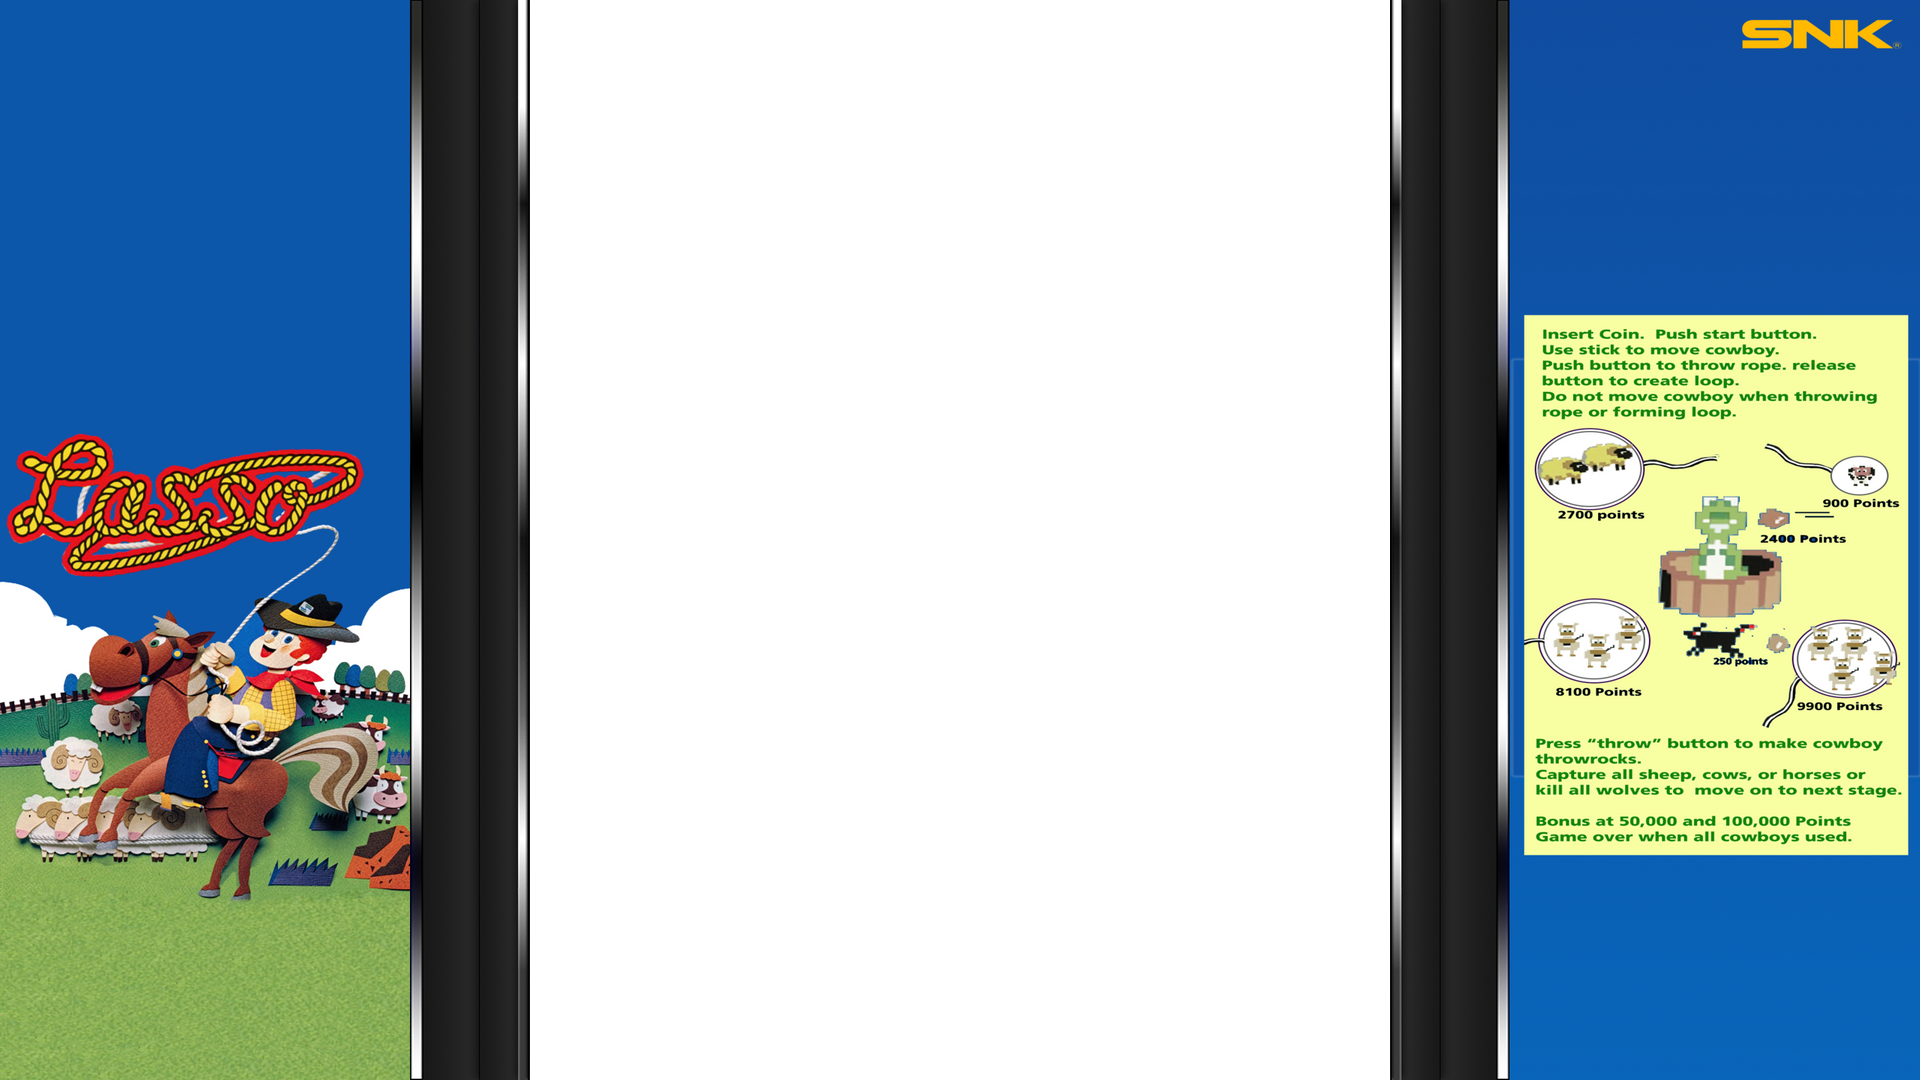 Lasso
SNK
Insert Coin.  Push start button.
Use stick to move cowboy.
Push button to throw rope. release
button to create loop.
Do not move cowboy when throwing
rope or forming loop.
900 Points
2700 points
2400 Points
250 points
8100 Points
9900 Points
Press “throw” button to make cowboy
throwrocks.
Capture all sheep, cows, or horses or
kill all wolves to  move on to next stage.
Bonus at 50,000 and 100,000 Points
Game over when all cowboys used.